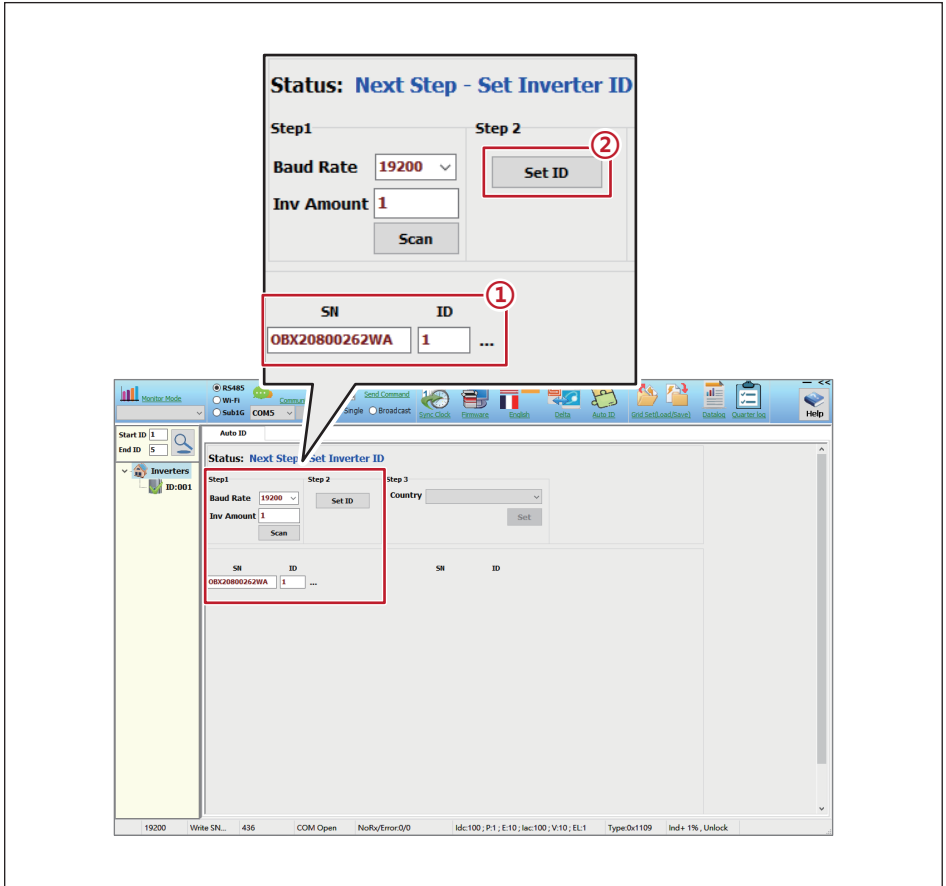 Status: Next Step - Set Inverter ID
Step1
Step 2
②
Baud Rate 19200
Set ID
Inv Amount 1
Scan
①
SN ID
OBX20800262WA 1 ...
Monitor Mode
RS485
Wi-Fi
Sub1G COM5
Send Command
Broadcast
Sync Clock
Firmware
English
Delta
Auto ID
Grid Set(Load/Save)
Datalog
Quarter log
<<
Help
Start ID 1
End ID 5
Inverters
ID:001
Auto ID
Status: Next Step Set Inverter ID
Step1 Step 2 Step 3
Baud Rate 19200 Set ID Country
Inv Amount 1 Set
Scan
SN ID SN ID
OBX20800262WA 1 ...
19200 Write SN... 436 COM Open NoRx/Error:0/0 Idc:100 ; P:1 ; E:10 ; Iac:100 ; V:10 ; EL:1 Type:0x1109 Ind+ 1% , Unlock